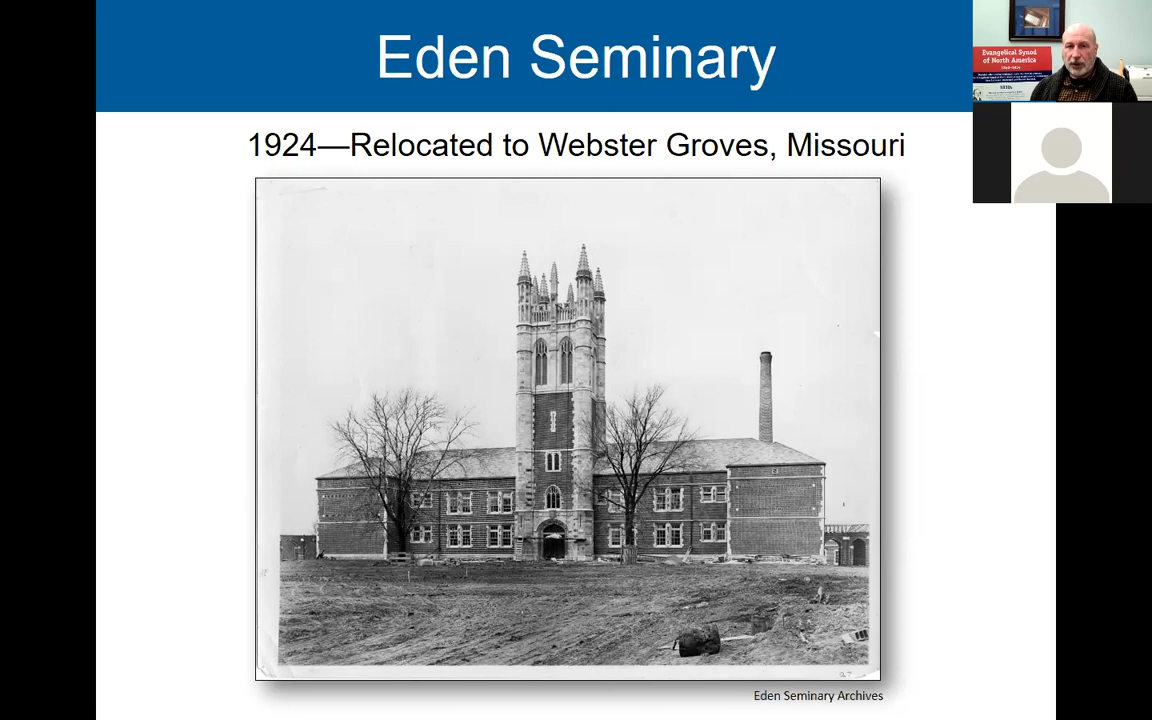 Eden Seminary
1924—Relocated to Webster Groves, Missouri
Eden Seminary Archives
Evangelical Synod
of North America